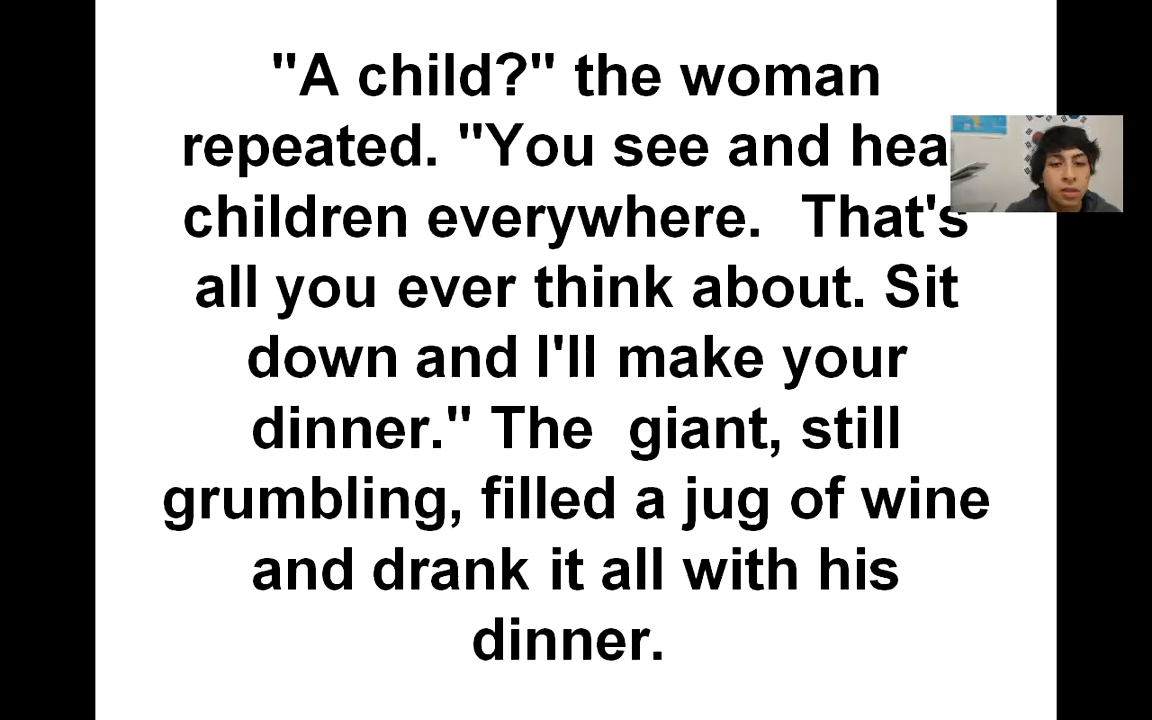 "A child?" the woman
repeated. "You see and hea
children everywhere.  That's
all you ever think about. Sit
down and I'll make your
dinner." The  giant, still
grumbling, filled a jug of wine
and drank it all with his
dinner.